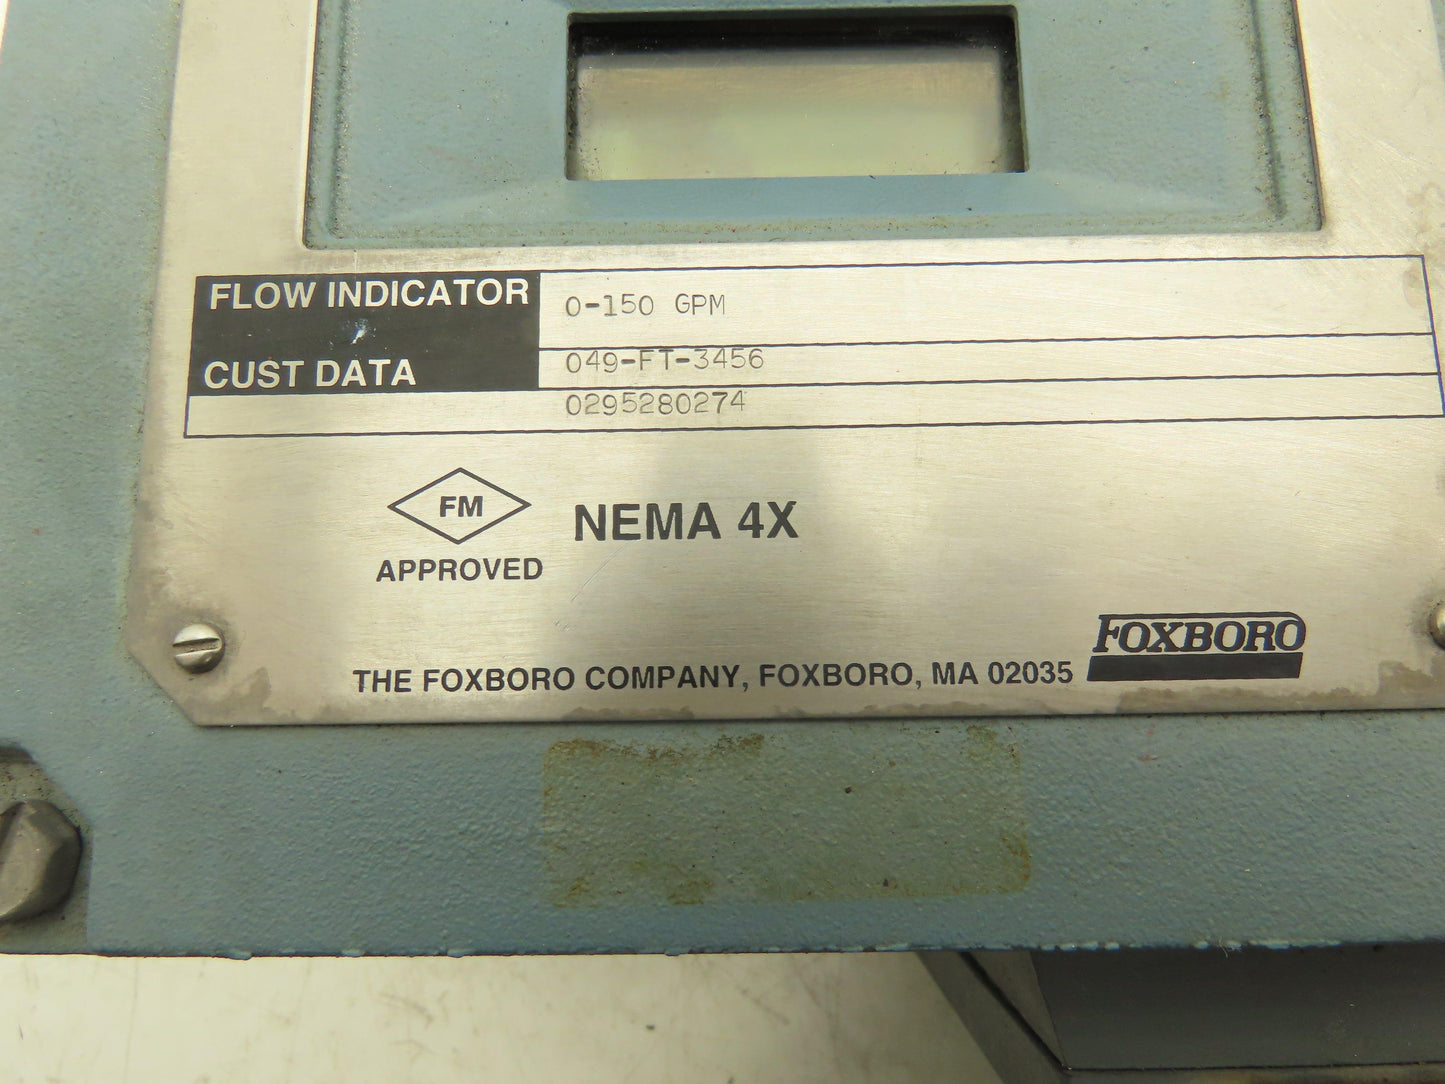 FLOW INDICATOR 0-150 GPM
CUST DATA 049-FT-3456
0295280274
FM
APPROVED
NEMA 4X
THE FOXBORO COMPANY, FOXBORO, MA 02035
FOXBORO